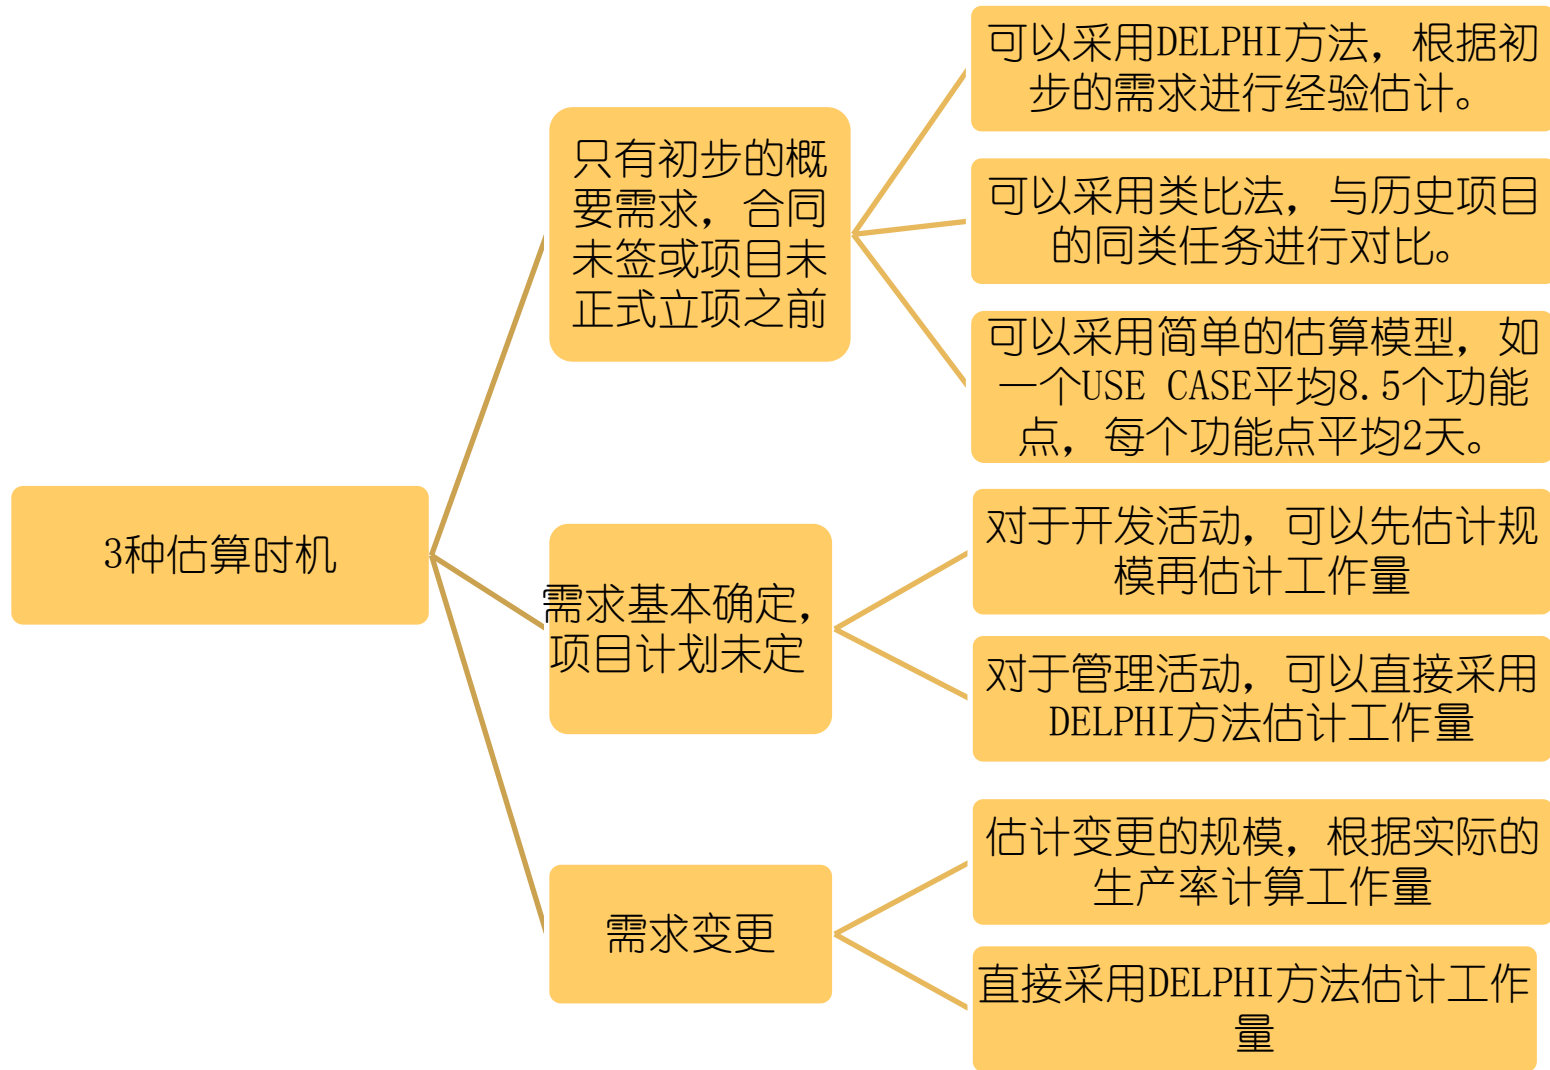 3种估算时机
只有初步的概
要需求，合同
未签或项目未
正式立项之前
可以采用DELPHI方法，根据初
步的需求进行经验估计。
可以采用类比法，与历史项目
的同类任务进行对比。
可以采用简单的估算模型，如
一个USE CASE平均8.5个功能
点，每个功能点平均2天。
需求基本确定，
项目计划未定
对于开发活动，可以先估计规
模再估计工作量
对于管理活动，可以直接采用
DELPHI方法估计工作量
需求变更
估计变更的规模，根据实际的
生产率计算工作量
直接采用DELPHI方法估计工作
量